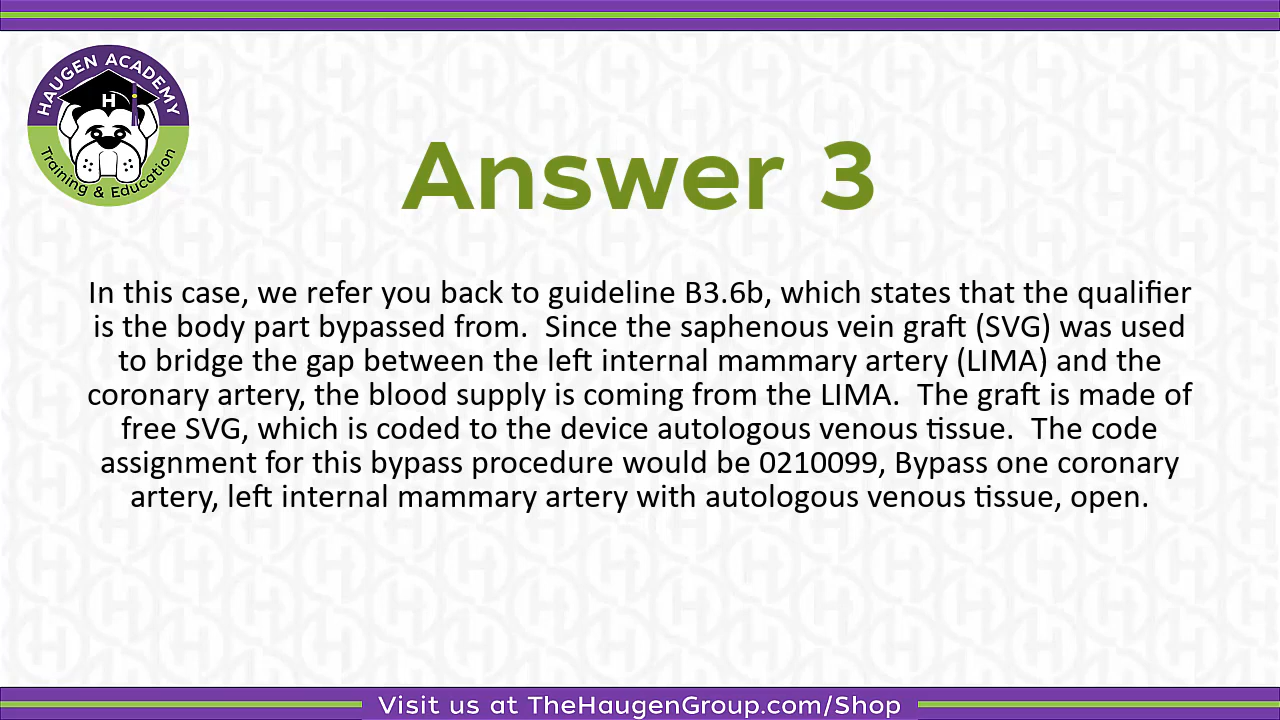 HAUGEN ACADEMY
H
Training & Education
Answer 3
In this case, we refer you back to guideline B3.6b, which states that the qualifier
is the body part bypassed from.  Since the saphenous vein graft (SVG) was used
to bridge the gap between the left internal mammary artery (LIMA) and the
coronary artery, the blood supply is coming from the LIMA.  The graft is made of
free SVG, which is coded to the device autologous venous tissue.  The code
assignment for this bypass procedure would be 0210099, Bypass one coronary
artery, left internal mammary artery with autologous venous tissue, open.
Visit us at TheHaugenGroup.com/Shop